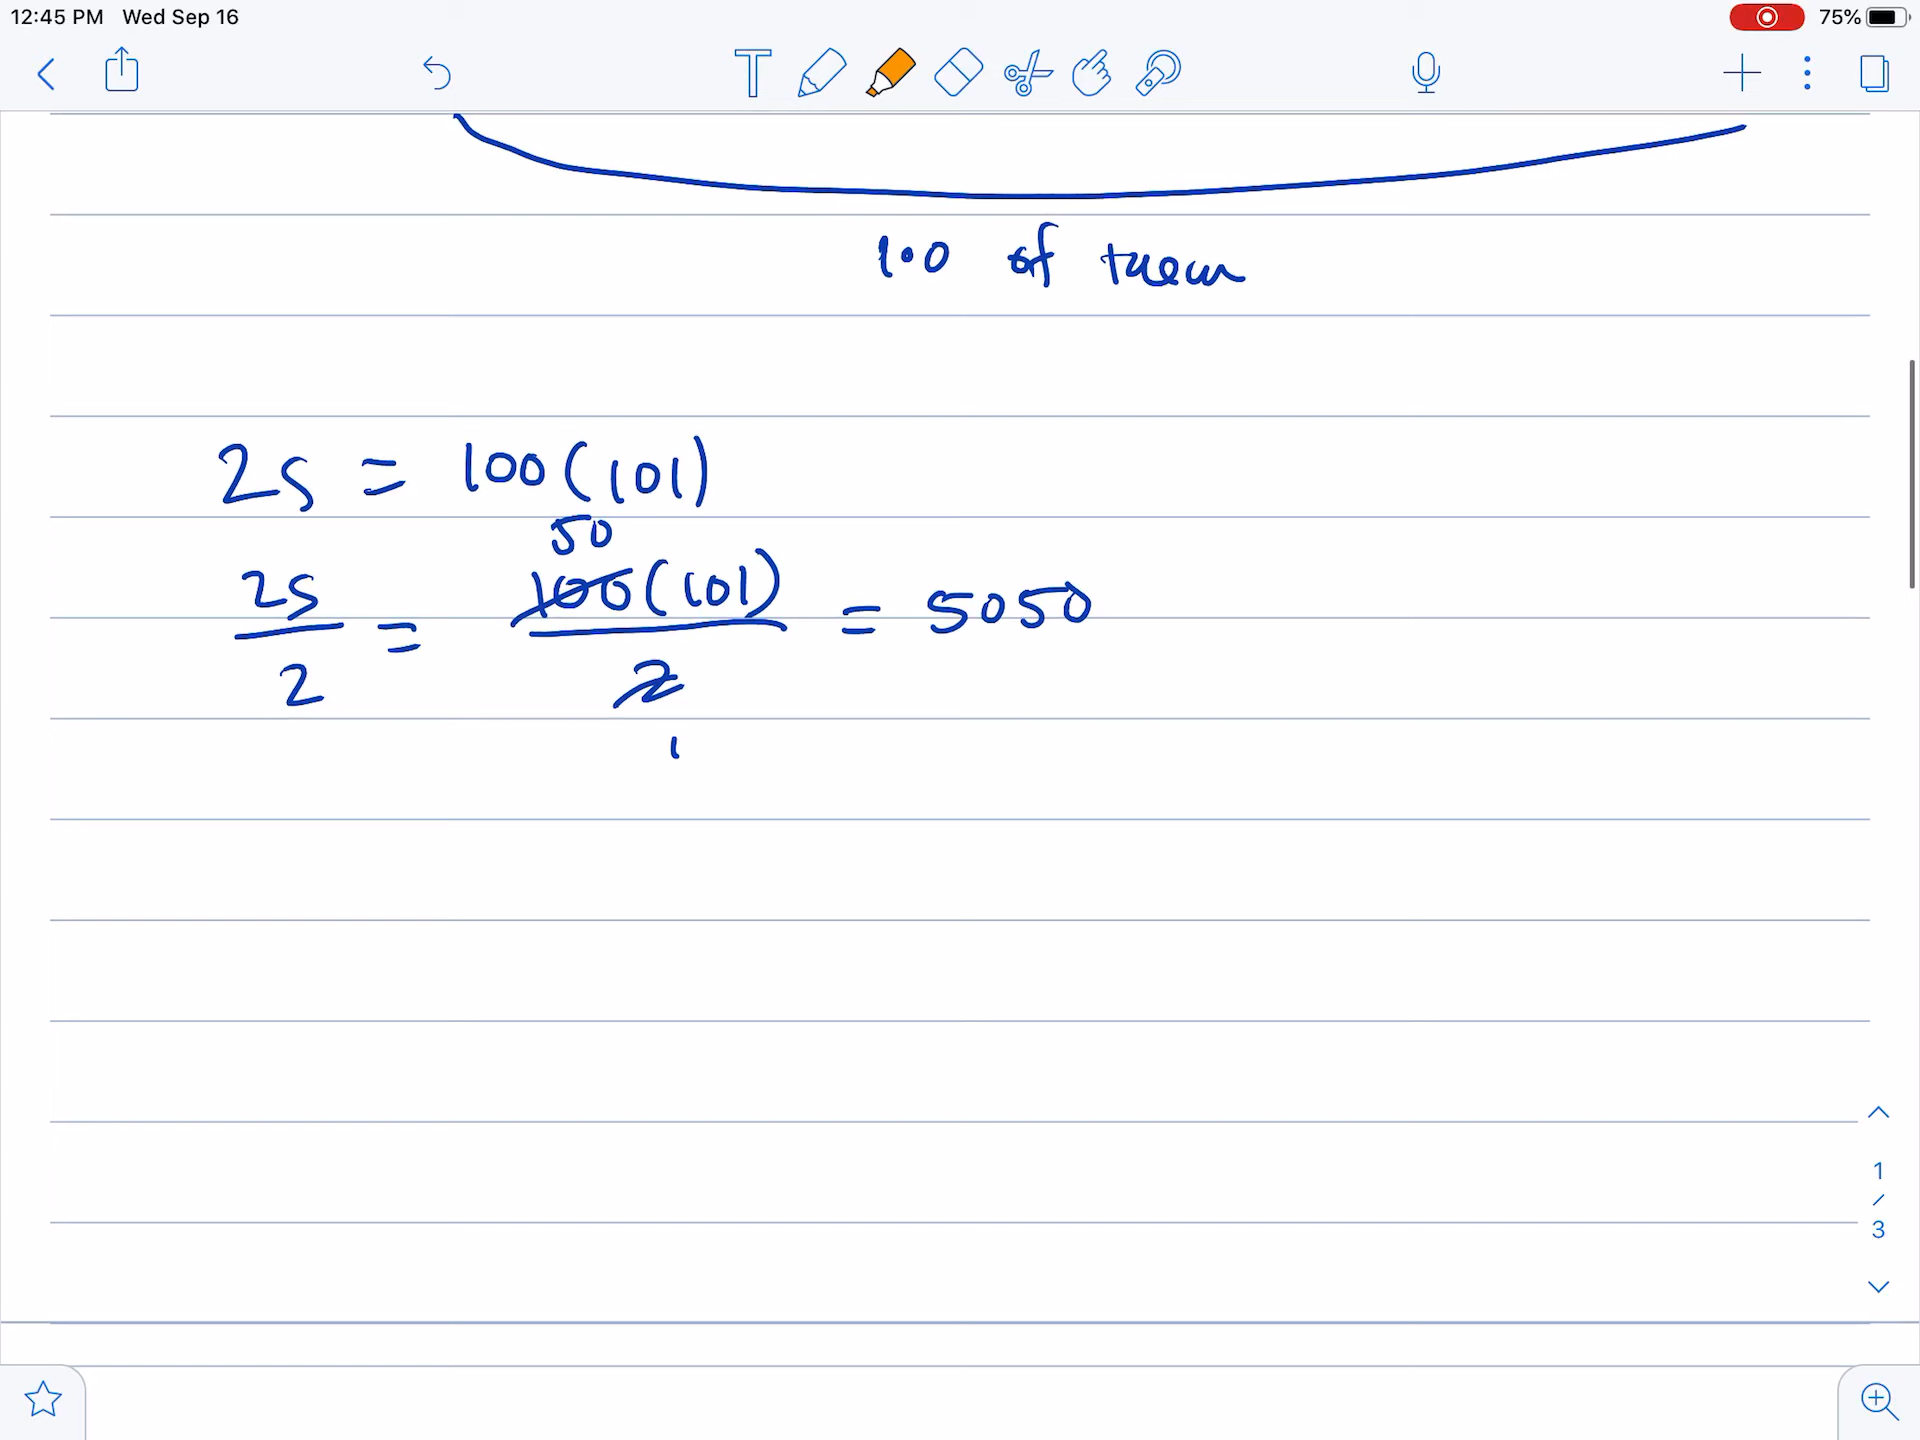 12:45 PM Wed Sep 16
75%
T
100 of them
2S = 100(101)
50
2S/2 = 100(101)/2 = 5050
1
1
/
3